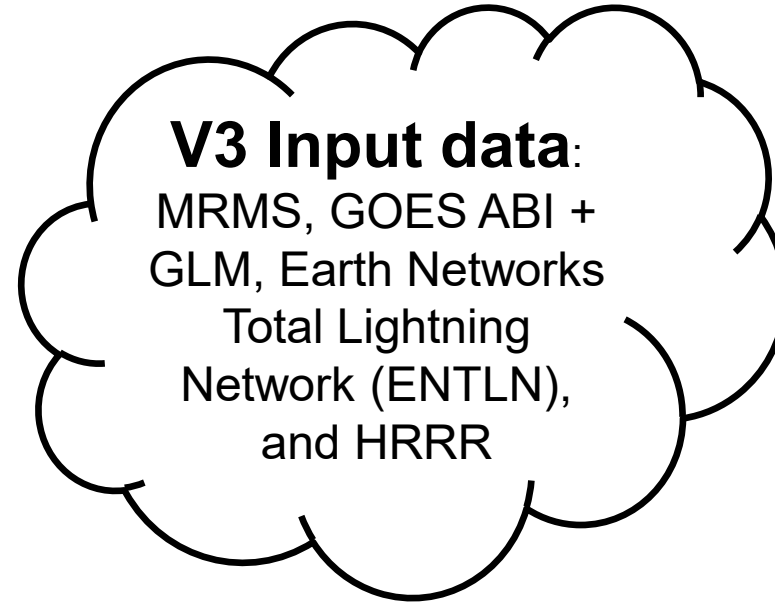 V3 Input data:
MRMS, GOES ABI +
GLM, Earth Networks
Total Lightning
Network (ENTLN),
and HRRR